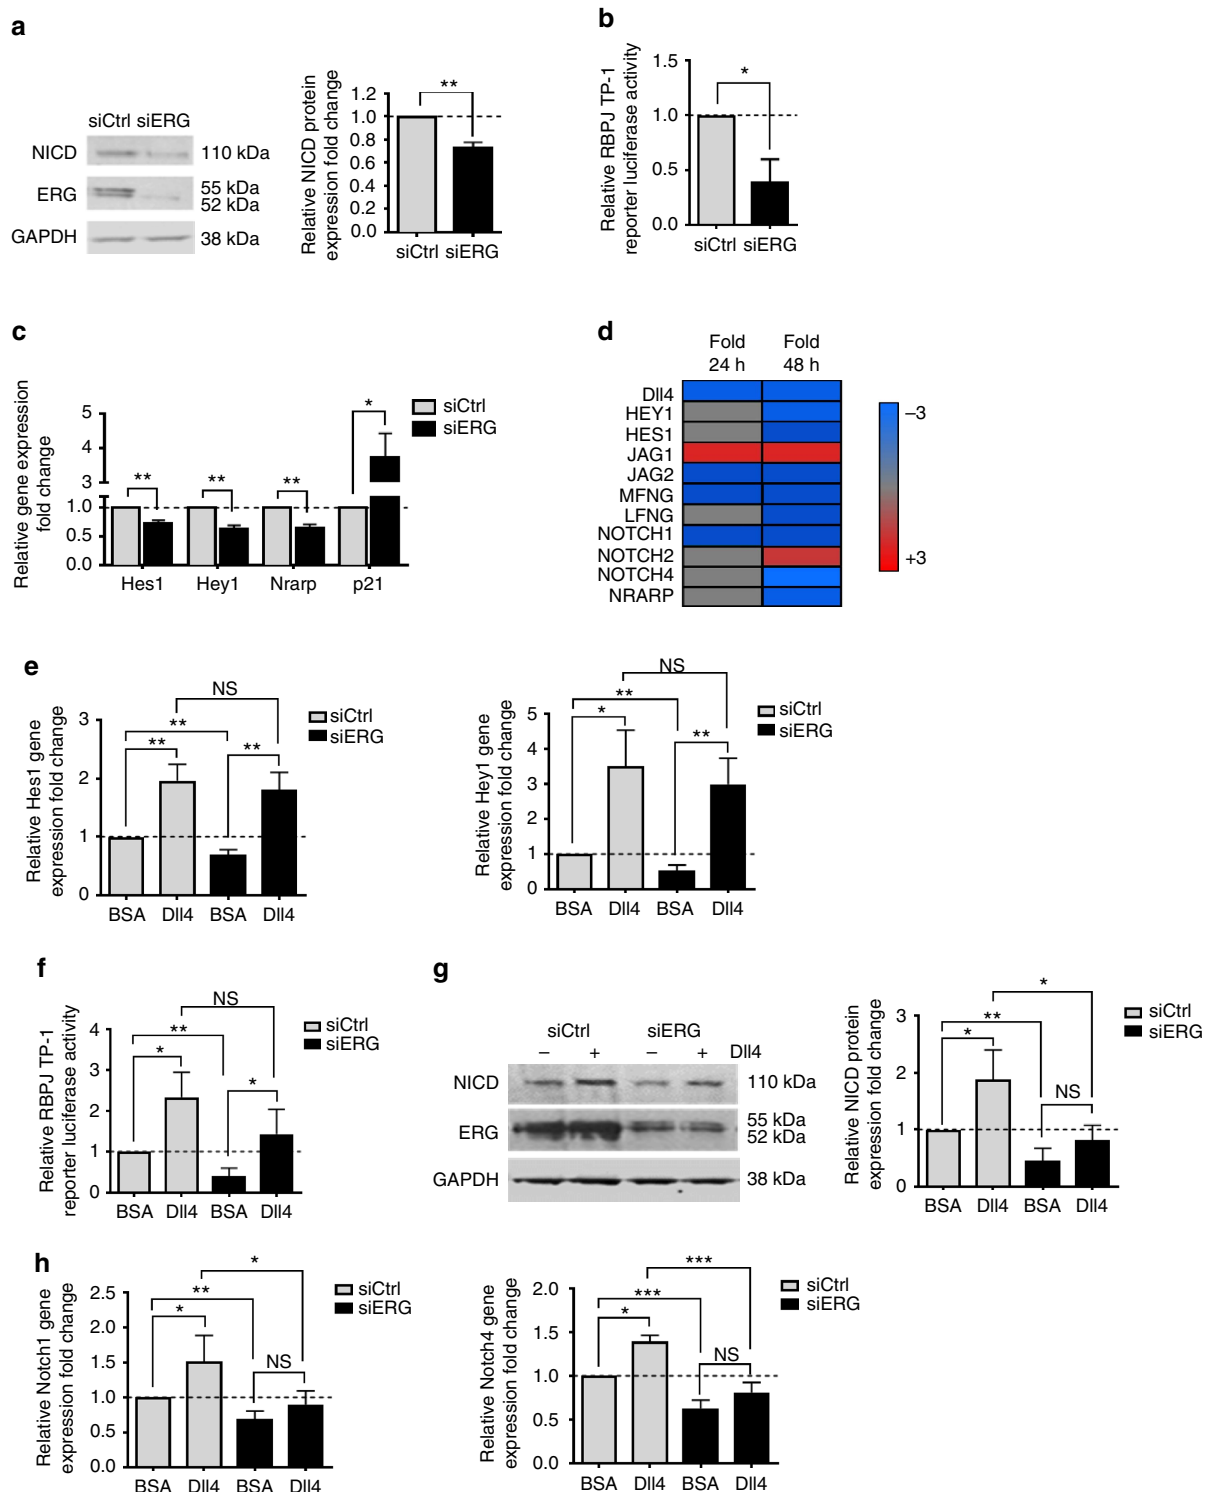 a
siCtrl siERG
NICD
110 kDa
ERG
55 kDa
52 kDa
GAPDH
38 kDa
Relative NICD protein
expression fold change
1.2
1.0
0.8
0.6
0.4
0.2
0.0
**
siCtrl siERG
b
Relative RBPJ TP-1
reporter luciferase activity
1.5
1.0
0.5
0.0
*
siCtrl siERG
c
Relative gene expression
fold change
5
4
3
1.0
0.5
0.0
**
**
**
*
siCtrl
siERG
Hes1 Hey1 Nrarp p21
d
Fold
24 h
Fold
48 h
Dll4
HEY1
HES1
JAG1
JAG2
MFNG
LFNG
NOTCH1
NOTCH2
NOTCH4
NRARP
–3
+3
e
Relative Hes1 gene
expression fold change
3
2
1
0
NS
**
**
**
siCtrl
siERG
BSA Dll4 BSA Dll4
Relative Hey1 gene
expression fold change
5
4
3
2
1
0
NS
**
*
**
siCtrl
siERG
BSA Dll4 BSA Dll4
f
Relative RBPJ TP-1
reporter luciferase activity
4
3
2
1
0
NS
**
*
*
siCtrl
siERG
BSA Dll4 BSA Dll4
g
siCtrl siERG
– + – + Dll4
NICD
110 kDa
ERG
55 kDa
52 kDa
GAPDH
38 kDa
Relative NICD protein
expression fold change
3
2
1
0
*
**
*
NS
siCtrl
siERG
BSA Dll4 BSA Dll4
h
Relative Notch1 gene
expression fold change
2.5
2.0
1.5
1.0
0.5
0.0
*
**
*
NS
siCtrl
siERG
BSA Dll4 BSA Dll4
Relative Notch4 gene
expression fold change
2.0
1.5
1.0
0.5
0.0
***
***
*
NS
siCtrl
siERG
BSA Dll4 BSA Dll4